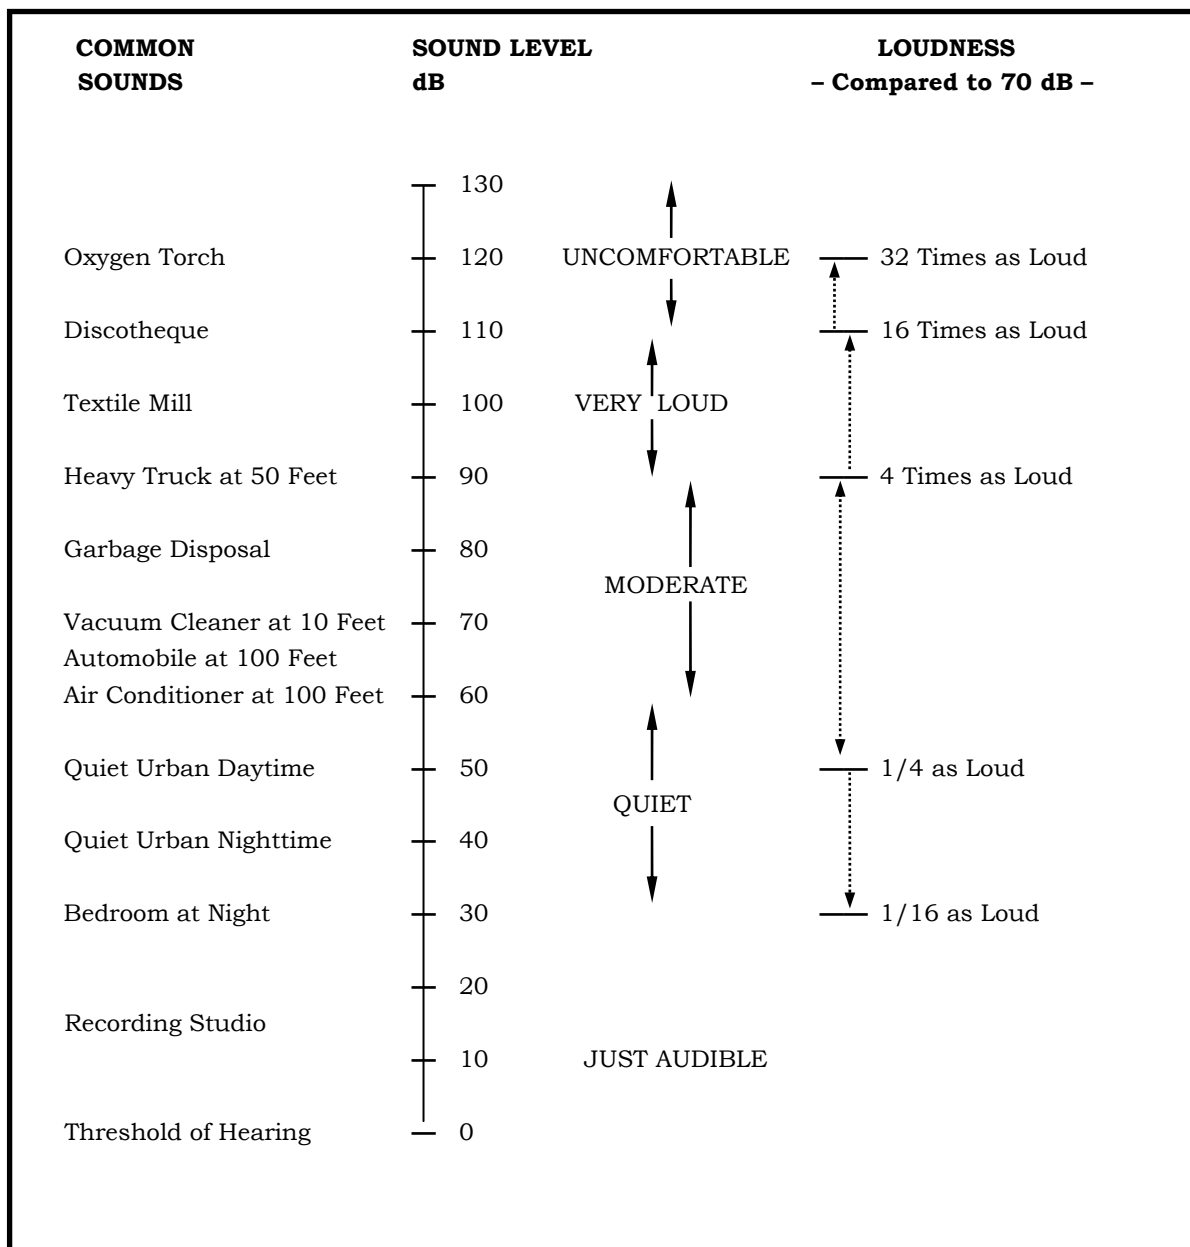 COMMON SOUND LEVEL LOUDNESS
SOUNDS dB – Compared to 70 dB –
130
Oxygen Torch 120 UNCOMFORTABLE 32 Times as Loud
Discotheque 110 16 Times as Loud
Textile Mill 100 VERY LOUD
Heavy Truck at 50 Feet 90 4 Times as Loud
Garbage Disposal 80
MODERATE
Vacuum Cleaner at 10 Feet 70
Automobile at 100 Feet
Air Conditioner at 100 Feet 60
Quiet Urban Daytime 50 1/4 as Loud
QUIET
Quiet Urban Nighttime 40
Bedroom at Night 30 1/16 as Loud
20
Recording Studio
10 JUST AUDIBLE
Threshold of Hearing 0